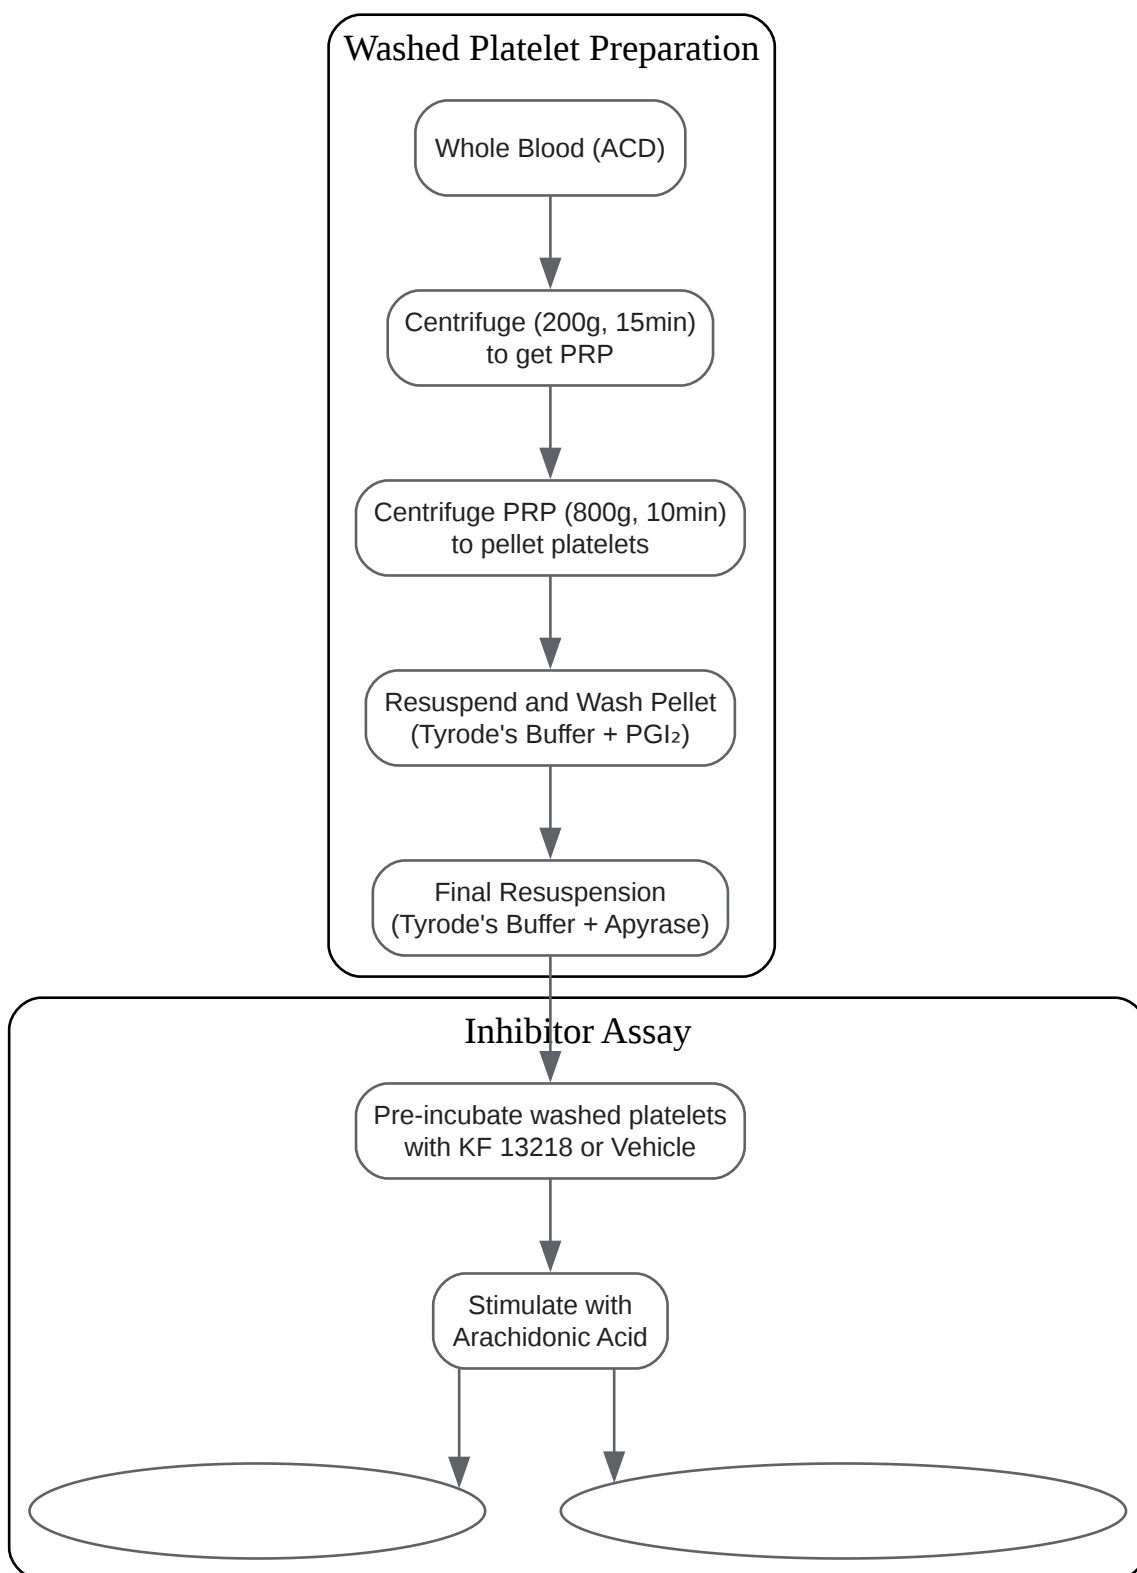 Washed Platelet Preparation
Whole Blood (ACD)
Centrifuge (200g, 15min)
to get PRP
Centrifuge PRP (800g, 10min)
to pellet platelets
Resuspend and Wash Pellet
(Tyrode's Buffer + PGI₂)
Final Resuspension
(Tyrode's Buffer + Apyrase)
Inhibitor Assay
Pre-incubate washed platelets
with KF 13218 or Vehicle
Stimulate with
Arachidonic Acid